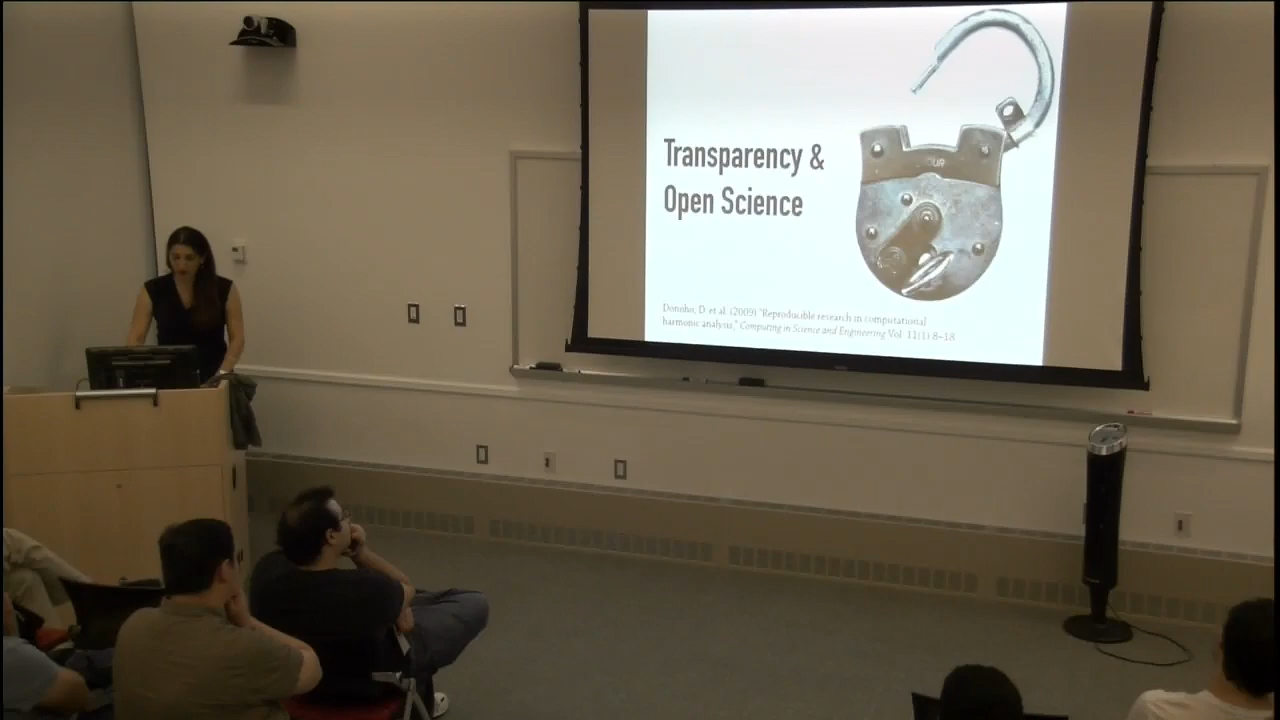 Transparency &
Open Science
Donoho, D. et al. (2009) "Reproducible research in computational
harmonic analysis," Computing in Science and Engineering Vol. 11(1) 8–18